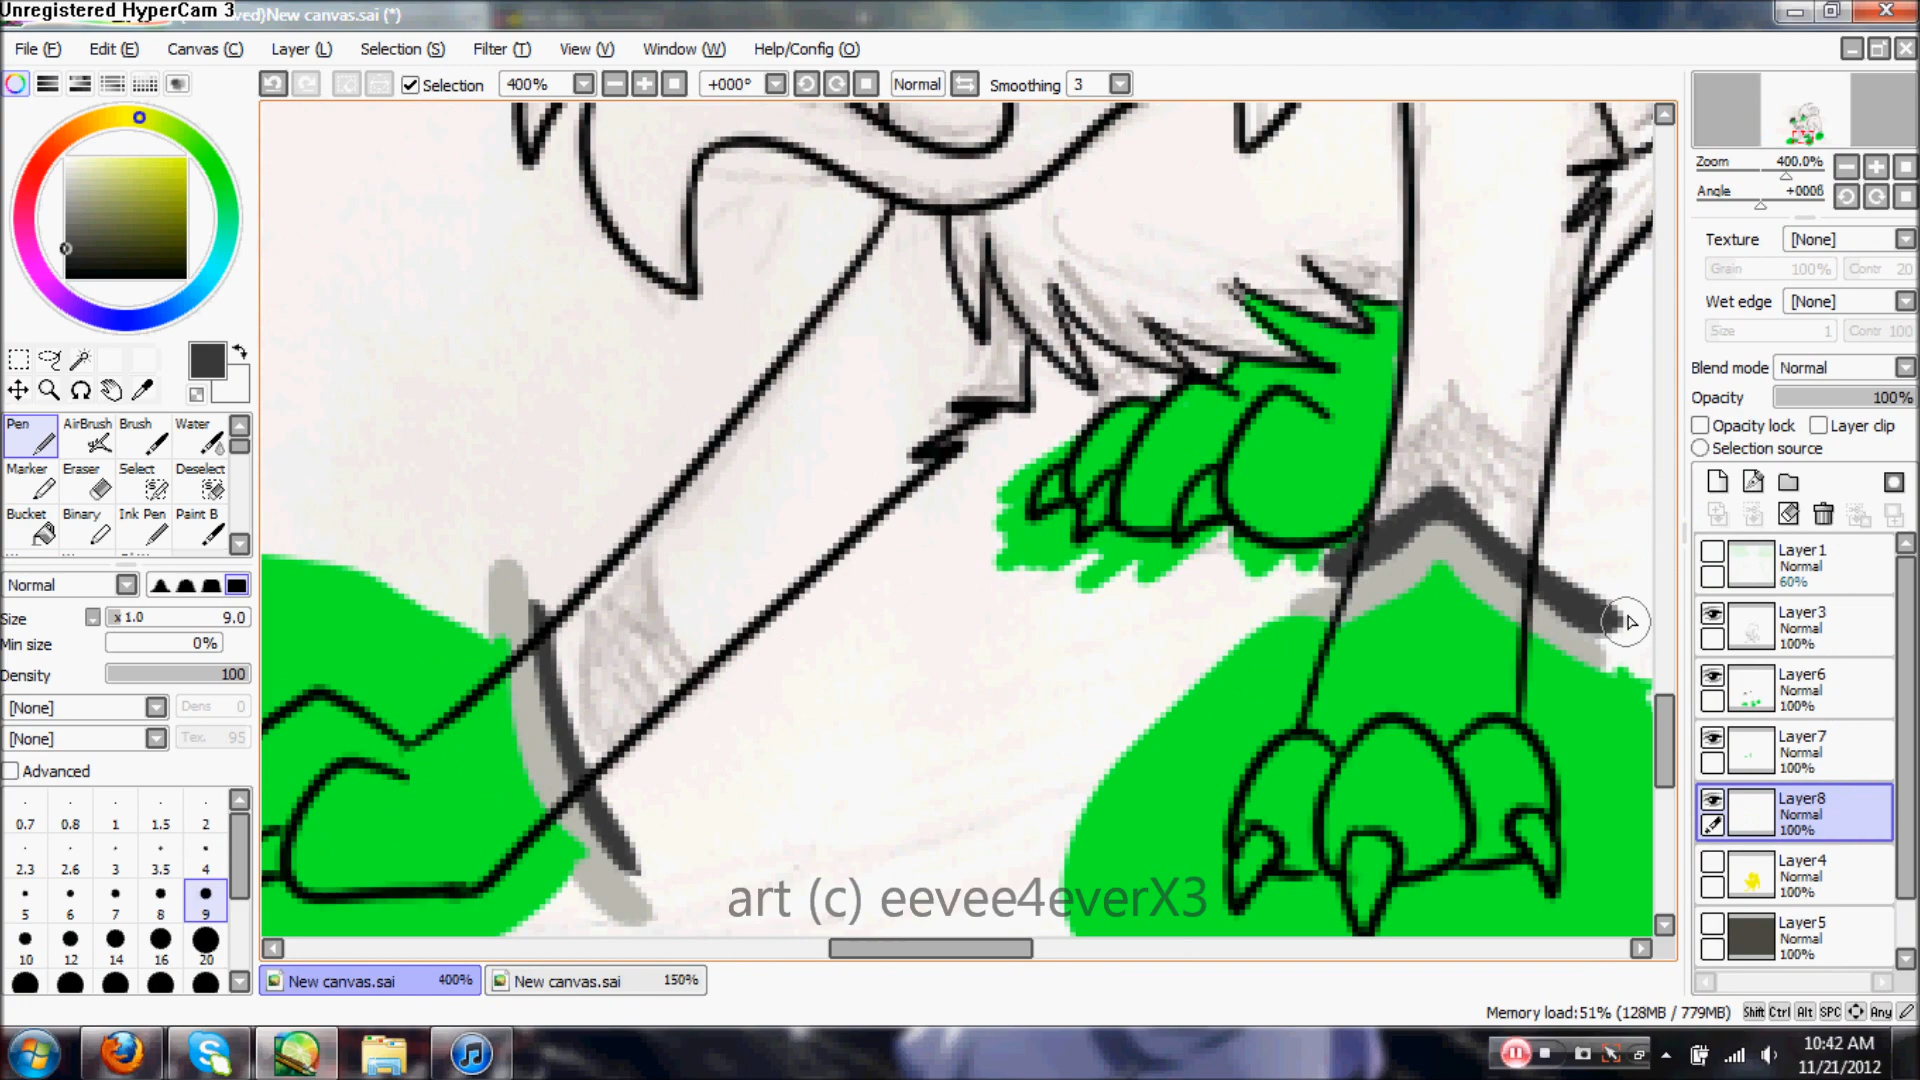 Unregistered HyperCam 3
ved)New canvas.sai (*)
File (F) Edit (E) Canvas (C) Layer (L) Selection (S) Filter (T) View (V) Window (W) Help/Config (O)
Selection 400% +000° Normal Smoothing 3
Zoom 400.0%
Angle +000ß
Texture [None]
Grain 100% Contr 20
Wet edge [None]
Size 1 Contr 100
Blend mode Normal
Opacity 100%
Opacity lock Layer clip
Selection source
Pen AirBrush Brush Water
Marker Eraser Select Deselect
Bucket Binary Ink Pen Paint B
Normal
Size x 1.0 9.0
Min size 0%
Density 100
[None] Dens 0
[None] Tex. 95
Advanced
0.7 0.8 1 1.5 2
2.3 2.6 3 3.5 4
5 6 7 8 9
10 12 14 16 20
Layer1
Normal
60%
Layer3
Normal
100%
Layer6
Normal
100%
Layer7
Normal
100%
Layer8
Normal
100%
Layer4
Normal
100%
Layer5
Normal
100%
art (c) eevee4everX3
New canvas.sai 400% New canvas.sai 150%
Memory load:51% (128MB / 779MB) Shift Ctrl Alt SPC Any
10:42 AM
11/21/2012